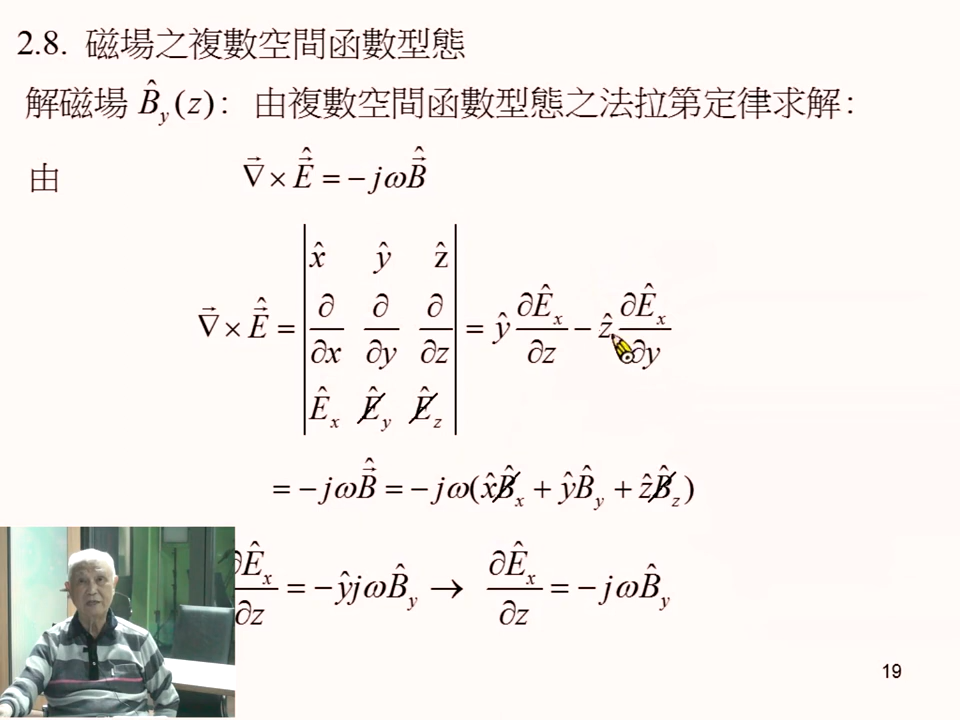 2.8. 磁場之複數空間函數型態
解磁場 B̂_y(z): 由複數空間函數型態之法拉第定律求解:
由 ∇⃗ × Ê⃗ = − jωB̂⃗
∇⃗ × Ê⃗ = | x̂ ŷ ẑ ; ∂/∂x ∂/∂y ∂/∂z ; Ê_x Ê_y Ê_z | = ŷ ∂Ê_x/∂z − ẑ ∂Ê_x/∂y
= − jωB̂⃗ = − jω(x̂B̂_x + ŷB̂_y + ẑB̂_z)
∂Ê_x/∂z = − ŷjωB̂_y → ∂Ê_x/∂z = − jωB̂_y
19